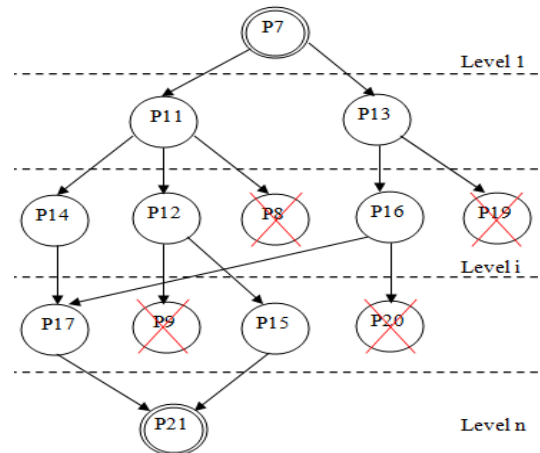 P7
Level 1
P11
P13
P14
P12
P8
P16
P19
Level i
P17
P9
P15
P20
P21
Level n